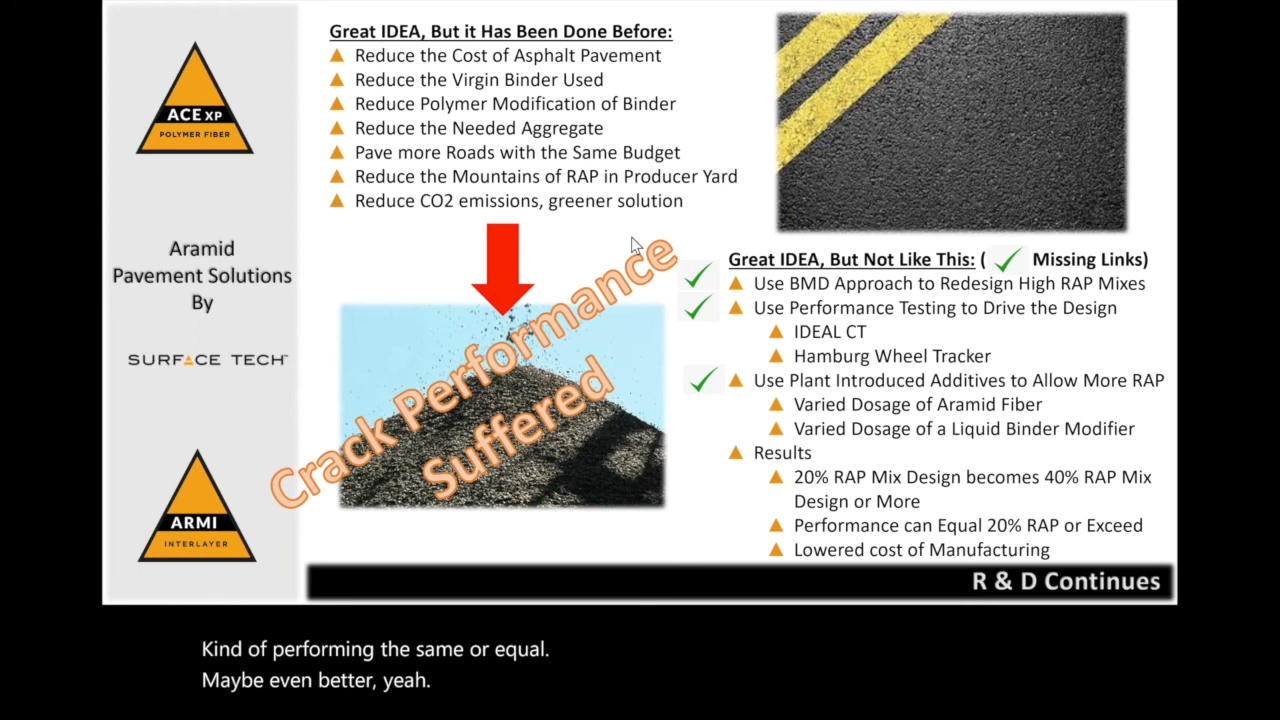 ACE XP
POLYMER FIBER
Aramid
Pavement Solutions
By
SURFACE TECH
ARMI
INTERLAYER
Great IDEA, But it Has Been Done Before:
Reduce the Cost of Asphalt Pavement
Reduce the Virgin Binder Used
Reduce Polymer Modification of Binder
Reduce the Needed Aggregate
Pave more Roads with the Same Budget
Reduce the Mountains of RAP in Producer Yard
Reduce CO2 emissions, greener solution
Crack Performance
Suffered
Great IDEA, But Not Like This: ( Missing Links)
Use BMD Approach to Redesign High RAP Mixes
Use Performance Testing to Drive the Design
IDEAL CT
Hamburg Wheel Tracker
Use Plant Introduced Additives to Allow More RAP
Varied Dosage of Aramid Fiber
Varied Dosage of a Liquid Binder Modifier
Results
20% RAP Mix Design becomes 40% RAP Mix
Design or More
Performance can Equal 20% RAP or Exceed
Lowered cost of Manufacturing
R & D Continues
Kind of performing the same or equal.
Maybe even better, yeah.